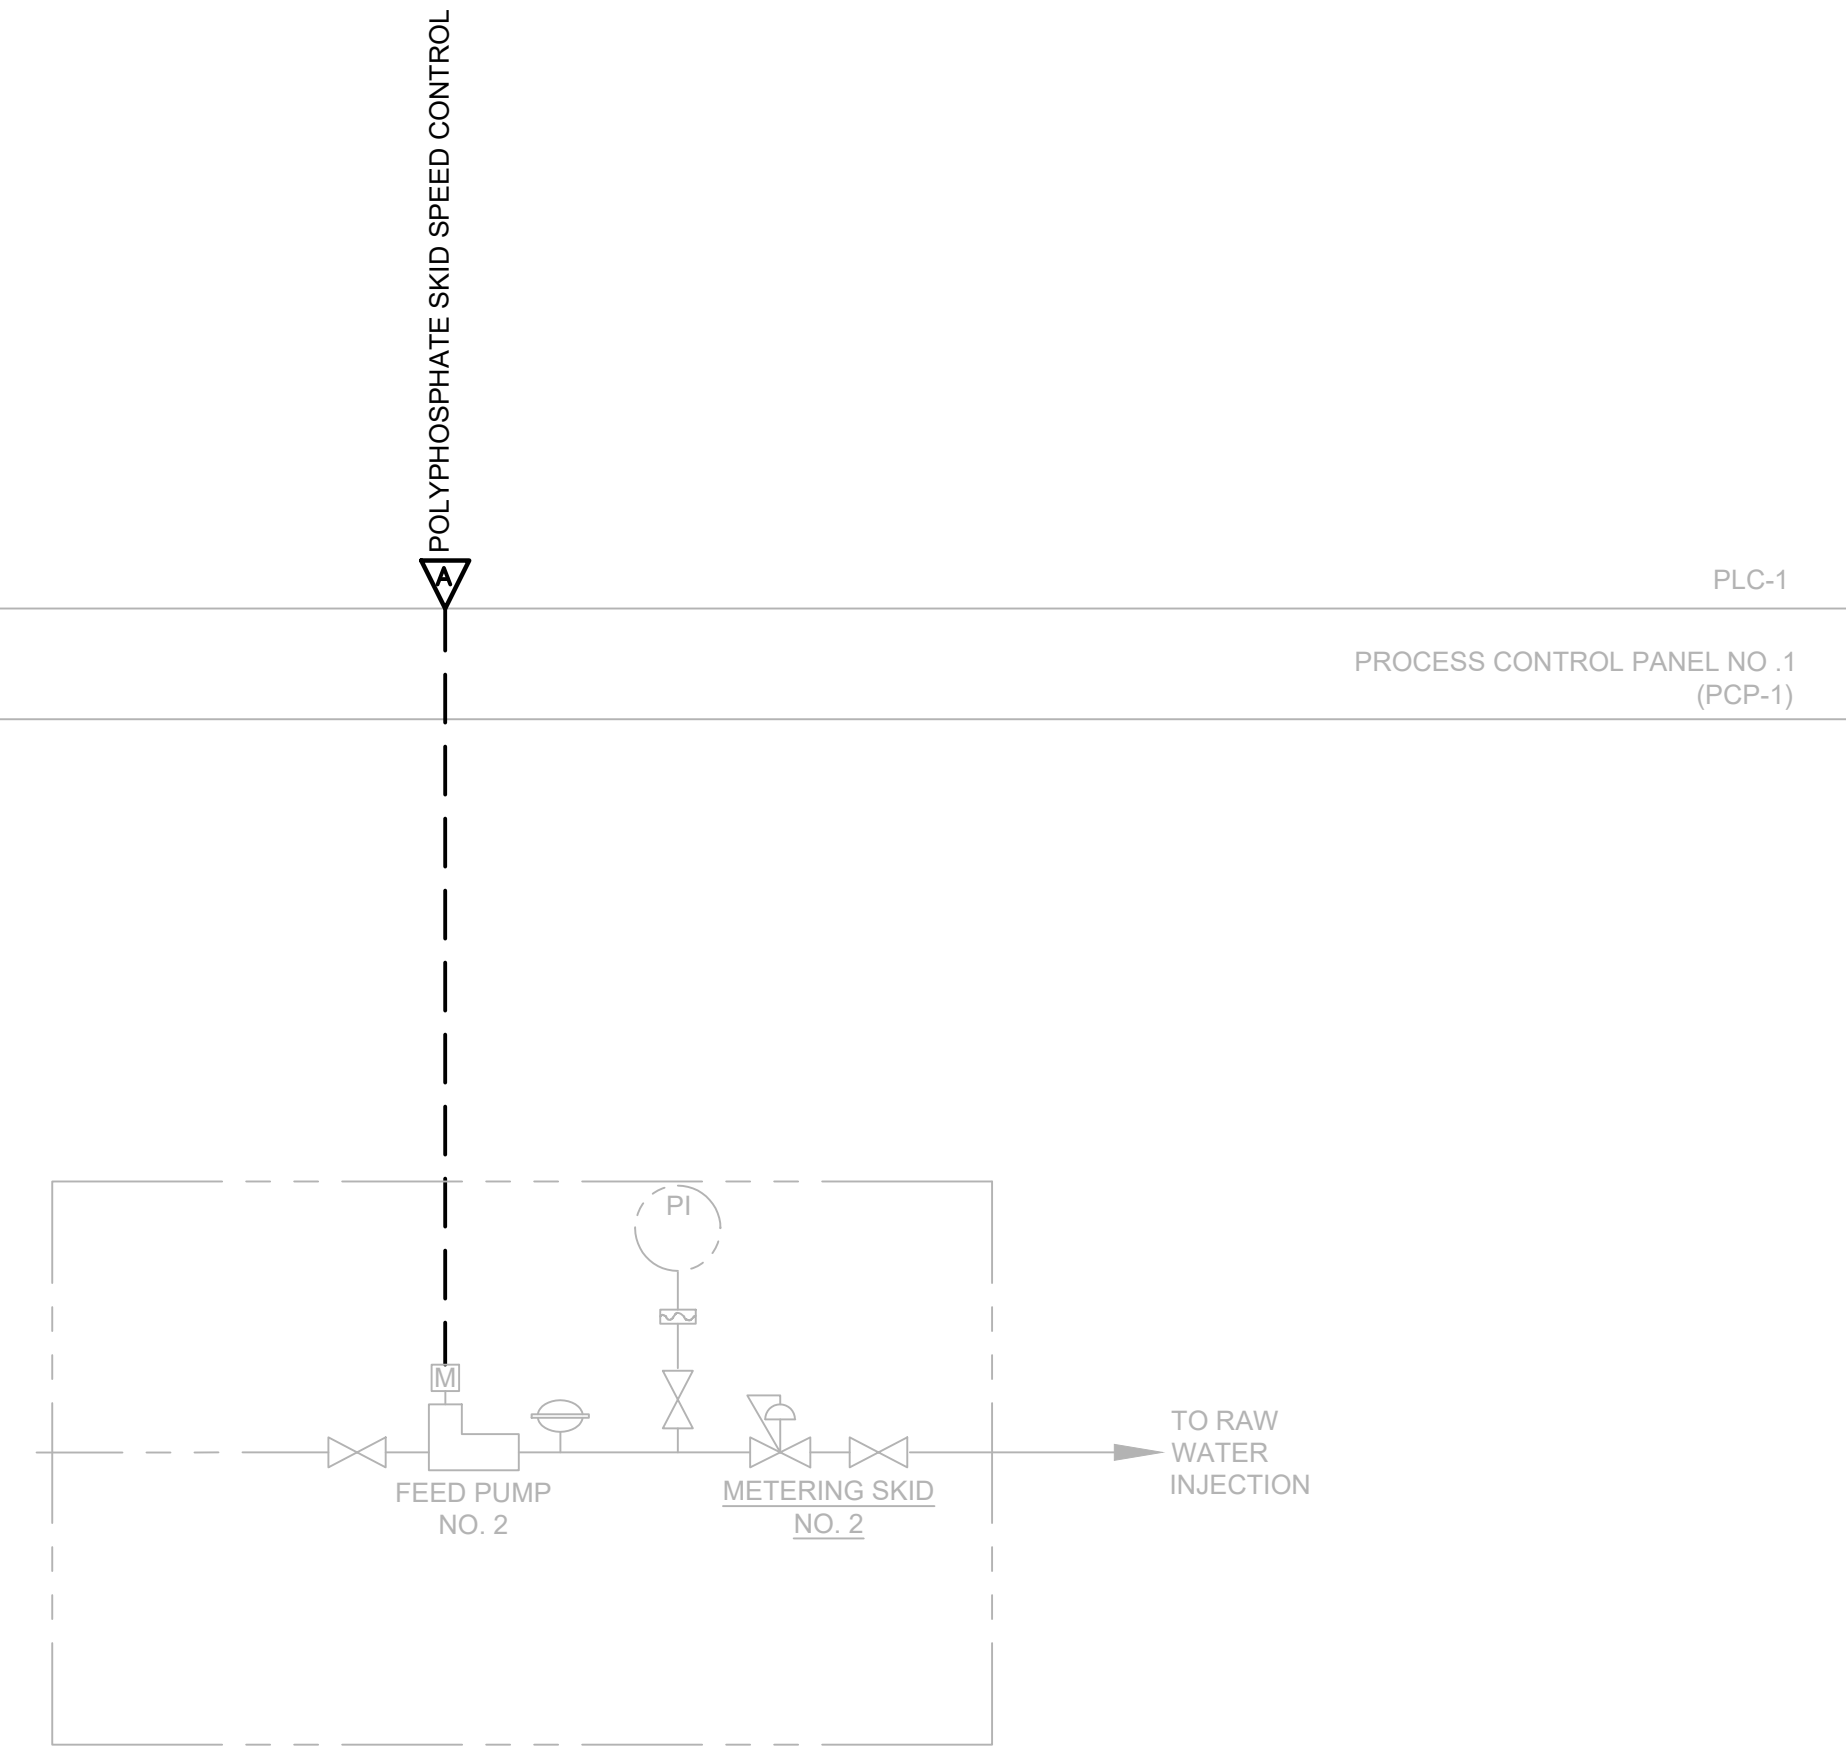 POLYPHOSPHATE SKID SPEED CONTROL
A
PLC-1
PROCESS CONTROL PANEL NO .1
(PCP-1)
PI
M
FEED PUMP
NO. 2
METERING SKID
NO. 2
TO RAW
WATER
INJECTION